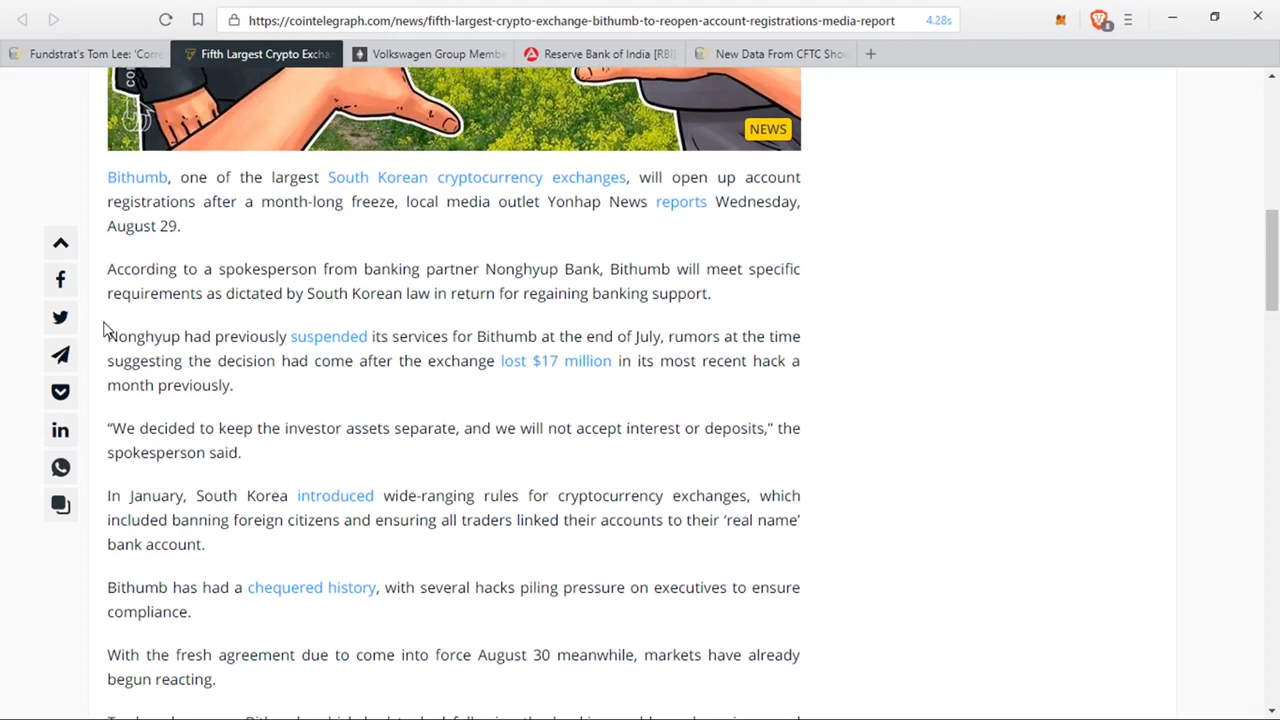 https://cointelegraph.com/news/fifth-largest-crypto-exchange-bithumb-to-reopen-account-registrations-media-report
4.28s
8
Fundstrat's Tom Lee: 'Corre
Fifth Largest Crypto Excha
Volkswagen Group Membe
Reserve Bank of India [RBI]
New Data From CFTC Sho
NEWS
Bithumb, one of the largest South Korean cryptocurrency exchanges, will open up account
registrations after a month-long freeze, local media outlet Yonhap News reports Wednesday,
August 29.
According to a spokesperson from banking partner Nonghyup Bank, Bithumb will meet specific
requirements as dictated by South Korean law in return for regaining banking support.
Nonghyup had previously suspended its services for Bithumb at the end of July, rumors at the time
suggesting the decision had come after the exchange lost $17 million in its most recent hack a
month previously.
“We decided to keep the investor assets separate, and we will not accept interest or deposits,” the
spokesperson said.
In January, South Korea introduced wide-ranging rules for cryptocurrency exchanges, which
included banning foreign citizens and ensuring all traders linked their accounts to their ‘real name’
bank account.
Bithumb has had a chequered history, with several hacks piling pressure on executives to ensure
compliance.
With the fresh agreement due to come into force August 30 meanwhile, markets have already
begun reacting.